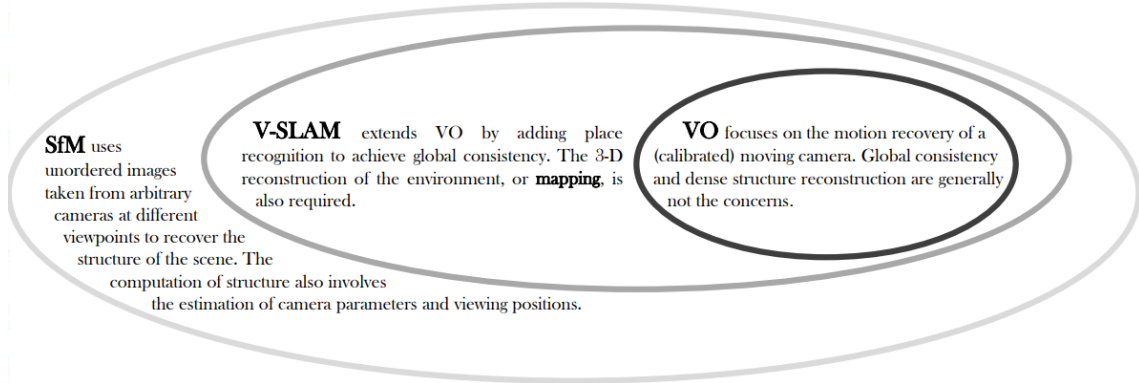 SfM uses
unordered images
taken from arbitrary
cameras at different
viewpoints to recover the
structure of the scene. The
computation of structure also involves
the estimation of camera parameters and viewing positions.
V-SLAM extends VO by adding place
recognition to achieve global consistency. The 3-D
reconstruction of the environment, or mapping, is
also required.
VO focuses on the motion recovery of a
(calibrated) moving camera. Global consistency
and dense structure reconstruction are generally
not the concerns.